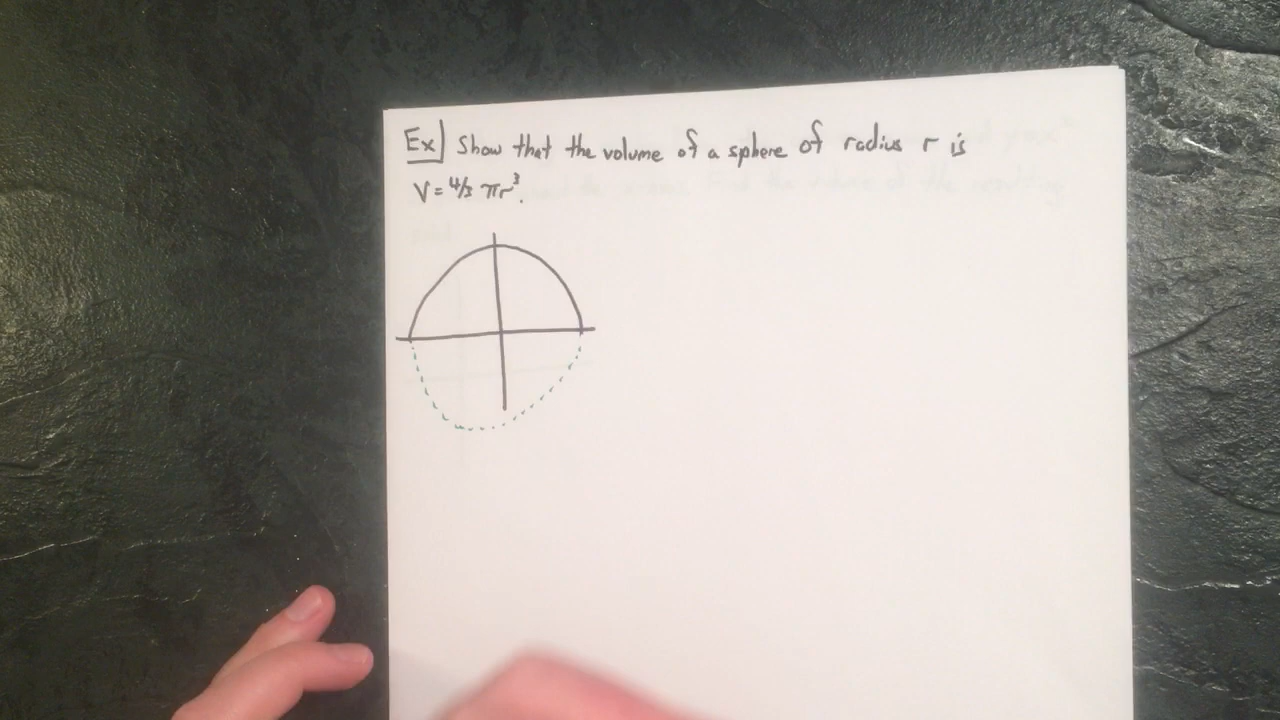 Ex] Show that the volume of a sphere of radius r is
V = 4/3 πr³.